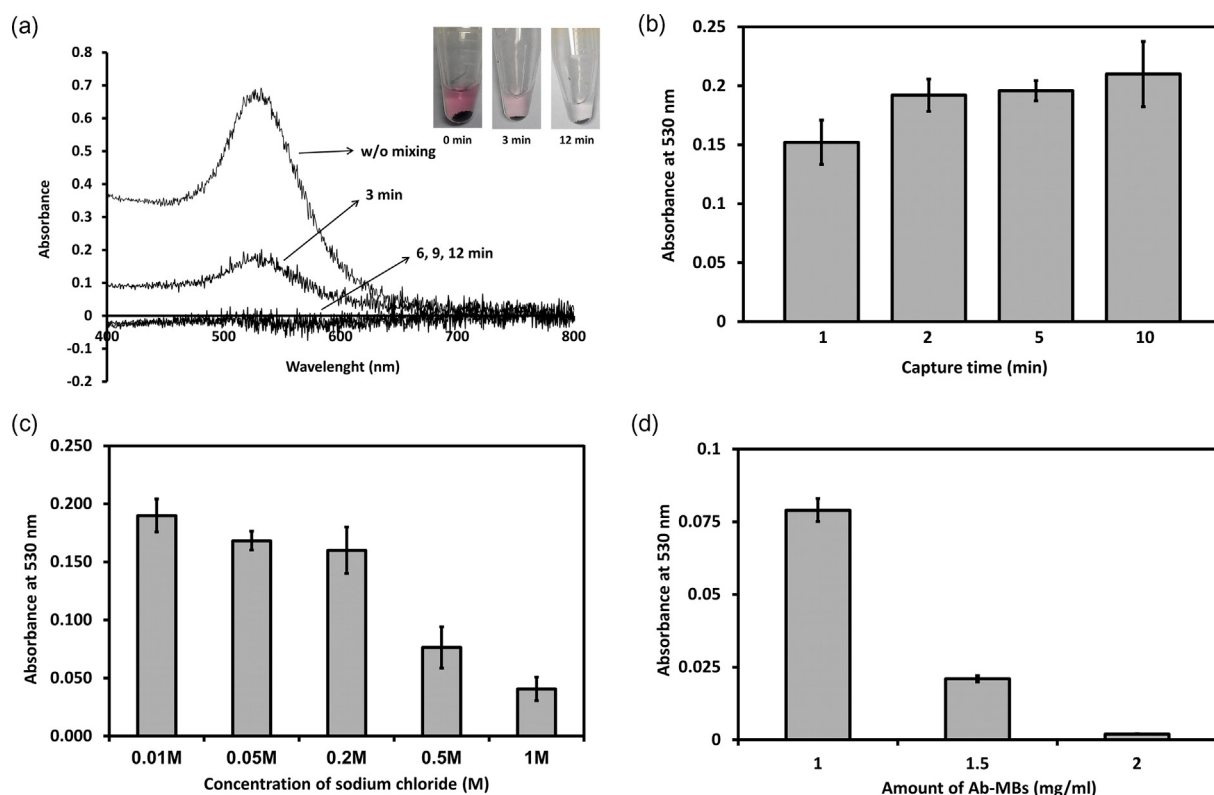 (a)
0.8
0.7
0.6
0.5
0.4
0.3
0.2
0.1
0
-0.1
-0.2
Absorbance
400
500
600
700
800
Wavelenght (nm)
w/o mixing
3 min
6, 9, 12 min
0 min
3 min
12 min
(b)
0.25
0.2
0.15
0.1
0.05
0
Absorbance at 530 nm
1
2
5
10
Capture time (min)
(c)
0.250
0.200
0.150
0.100
0.050
0.000
Absorbance at 530 nm
0.01M
0.05M
0.2M
0.5M
1M
Concentration of sodium chloride (M)
(d)
0.1
0.075
0.05
0.025
0
Absorbance at 530 nm
1
1.5
2
Amount of Ab-MBs (mg/ml)